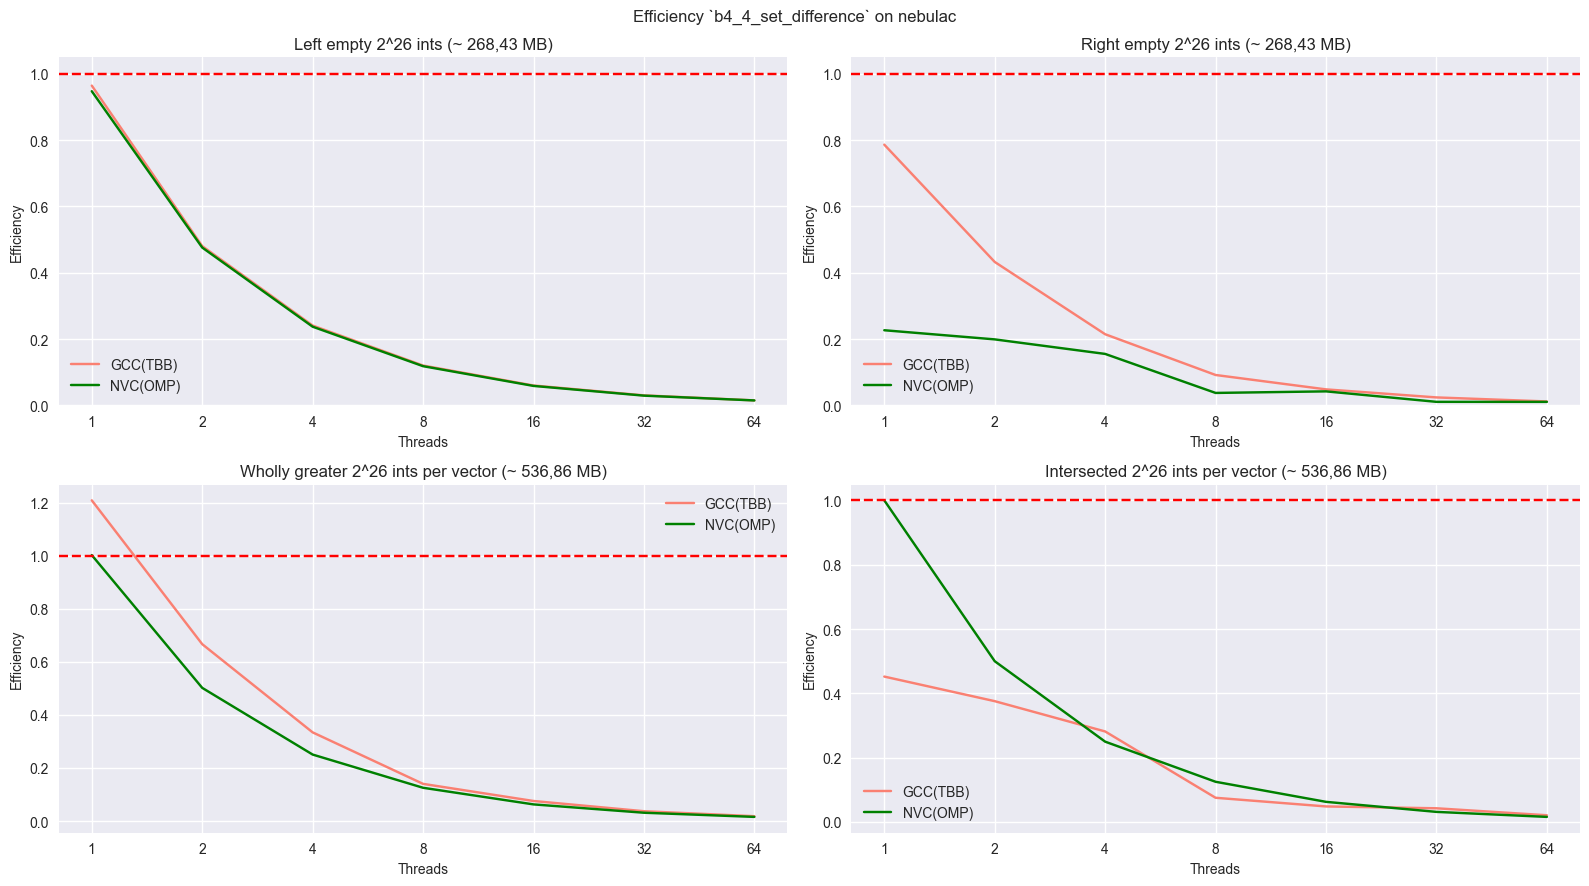 Efficiency `b4_4_set_difference` on nebulac
Left empty 2^26 ints (~ 268,43 MB)
1.0
0.8
0.6
0.4
0.2
0.0
Efficiency
GCC(TBB)
NVC(OMP)
1 2 4 8 16 32 64
Threads
Right empty 2^26 ints (~ 268,43 MB)
1.0
0.8
0.6
0.4
0.2
0.0
Efficiency
GCC(TBB)
NVC(OMP)
1 2 4 8 16 32 64
Threads
Wholly greater 2^26 ints per vector (~ 536,86 MB)
1.2
1.0
0.8
0.6
0.4
0.2
0.0
Efficiency
GCC(TBB)
NVC(OMP)
1 2 4 8 16 32 64
Threads
Intersected 2^26 ints per vector (~ 536,86 MB)
1.0
0.8
0.6
0.4
0.2
0.0
Efficiency
GCC(TBB)
NVC(OMP)
1 2 4 8 16 32 64
Threads